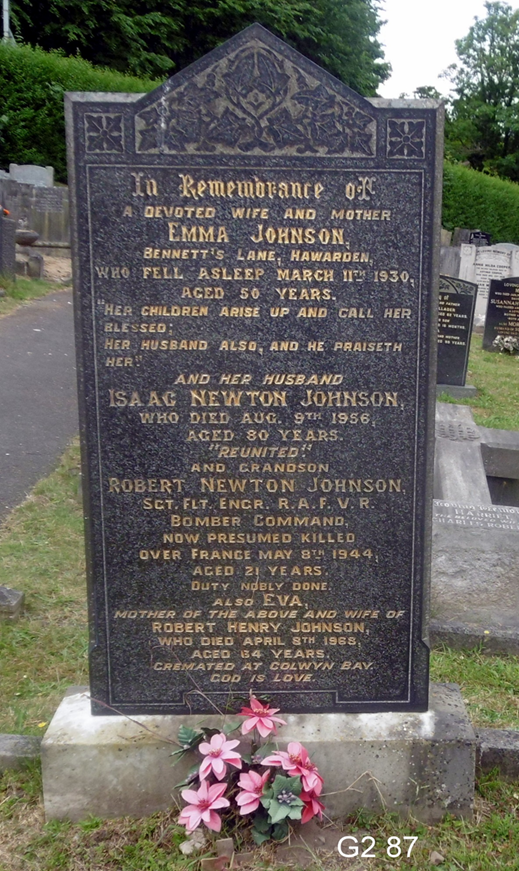 In Remembrance of
A DEVOTED WIFE AND MOTHER
EMMA JOHNSON,
BENNETT'S LANE, HAWARDEN,
WHO FELL ASLEEP MARCH 11TH 1930,
AGED 50 YEARS.
"HER CHILDREN ARISE UP AND CALL HER
BLESSED;
HER HUSBAND ALSO, AND HE PRAISETH
HER."
AND HER HUSBAND
ISAAC NEWTON JOHNSON,
WHO DIED AUG. 9TH 1956,
AGED 80 YEARS.
"REUNITED."
AND GRANDSON
ROBERT NEWTON JOHNSON,
SGT. FLT. ENGR. R.A.F.V.R.
BOMBER COMMAND,
NOW PRESUMED KILLED
OVER FRANCE MAY 8TH 1944,
AGED 21 YEARS.
DUTY NOBLY DONE.
ALSO EVA,
MOTHER OF THE ABOVE AND WIFE OF
ROBERT HENRY JOHNSON,
WHO DIED APRIL 8TH 1968,
AGED 64 YEARS.
CREMATED AT COLWYN BAY.
GOD IS LOVE.
G2 87